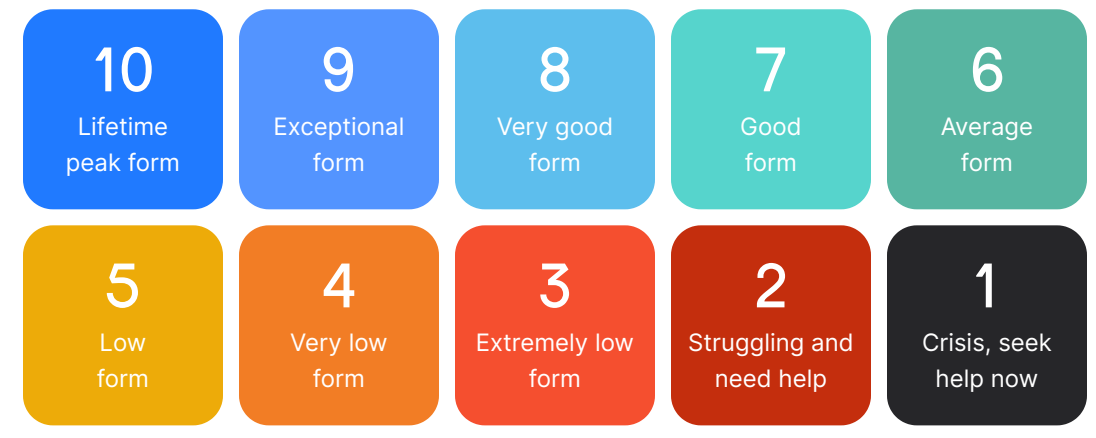 10
Lifetime
peak form
9
Exceptional
form
8
Very good
form
7
Good
form
6
Average
form
5
Low
form
4
Very low
form
3
Extremely low
form
2
Struggling and
need help
1
Crisis, seek
help now